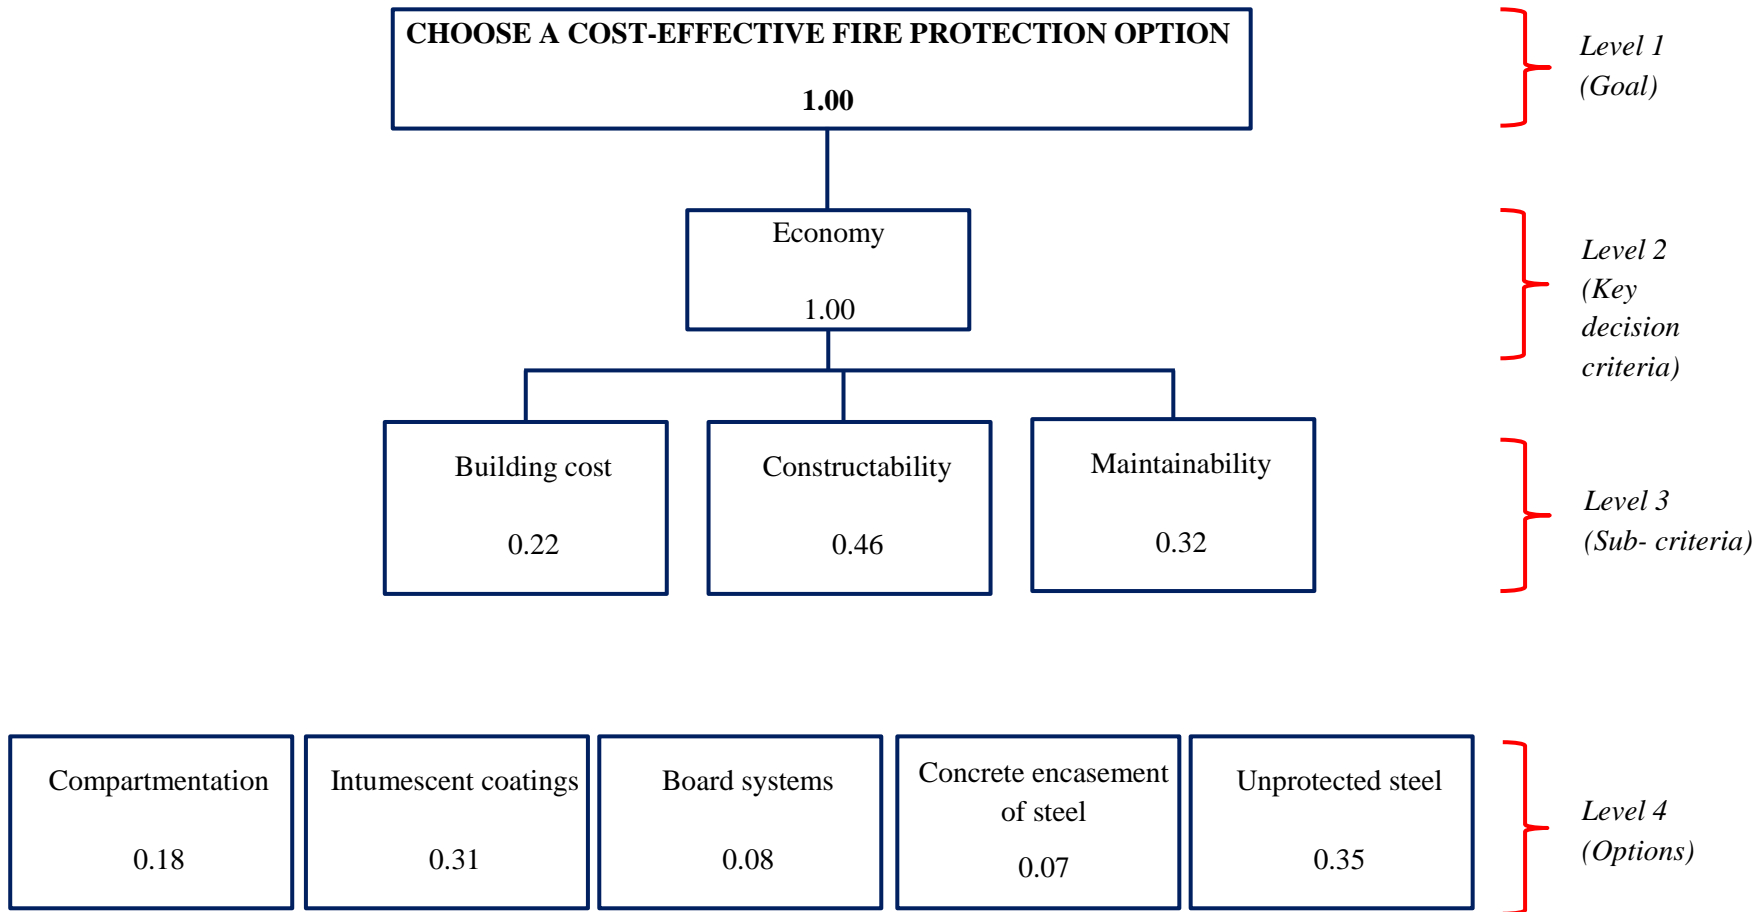 CHOOSE A COST-EFFECTIVE FIRE PROTECTION OPTION
1.00
Level 1
(Goal)
Economy
1.00
Level 2
(Key
decision
criteria)
Building cost
0.22
Constructability
0.46
Maintainability
0.32
Level 3
(Sub- criteria)
Compartmentation
0.18
Intumescent coatings
0.31
Board systems
0.08
Concrete encasement
of steel
0.07
Unprotected steel
0.35
Level 4
(Options)